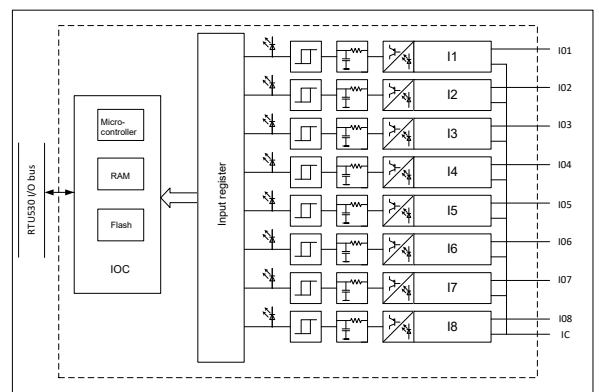 RTU530 I/O bus
Micro-
controller
RAM
Flash
IOC
Input register
I1
I2
I3
I4
I5
I6
I7
I8
I01
I02
I03
I04
I05
I06
I07
I08
IC